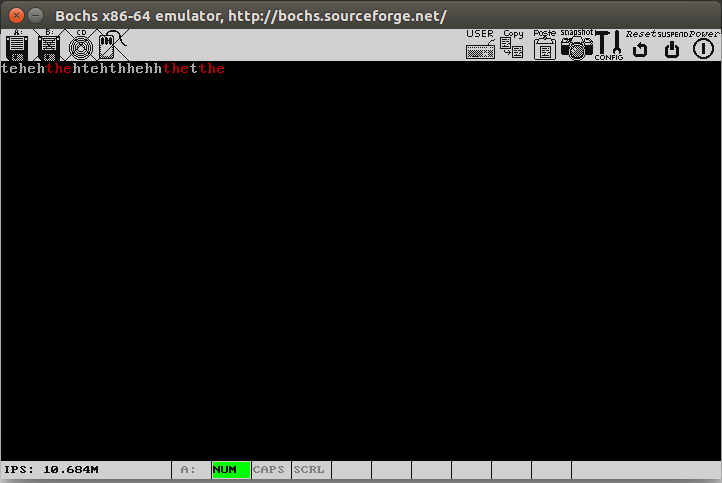 Bochs x86-64 emulator, http://bochs.sourceforge.net/
A: B: CD USER Copy Paste snapshot CONFIG Reset SUSPEND Power
tehehthehtehthhehhthetthe
IPS: 10.684M A: NUM CAPS SCRL